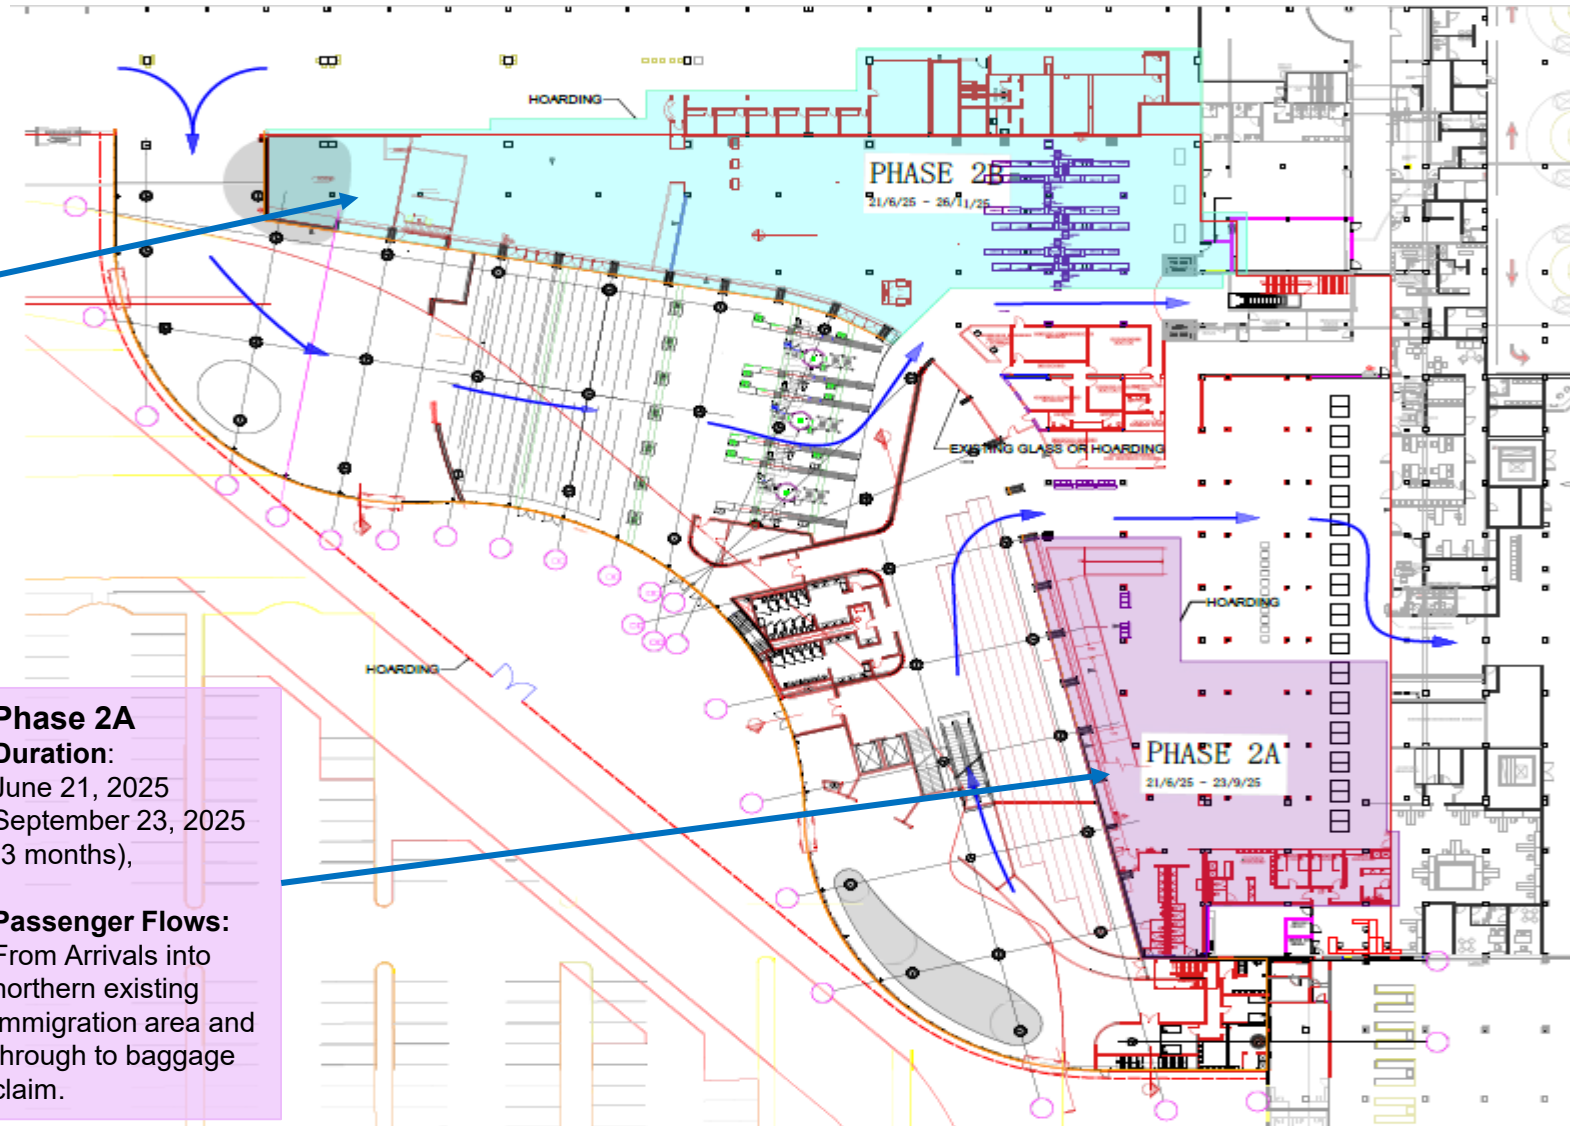 HOARDING
PHASE 2B
21/6/25 - 26/11/25
EXISTING GLASS OR HOARDING
HOARDING
HOARDING
PHASE 2A
21/6/25 - 23/9/25
Phase 2A
Duration:
June 21, 2025
September 23, 2025
3 months),
Passenger Flows:
From Arrivals into
northern existing
immigration area and
through to baggage
claim.